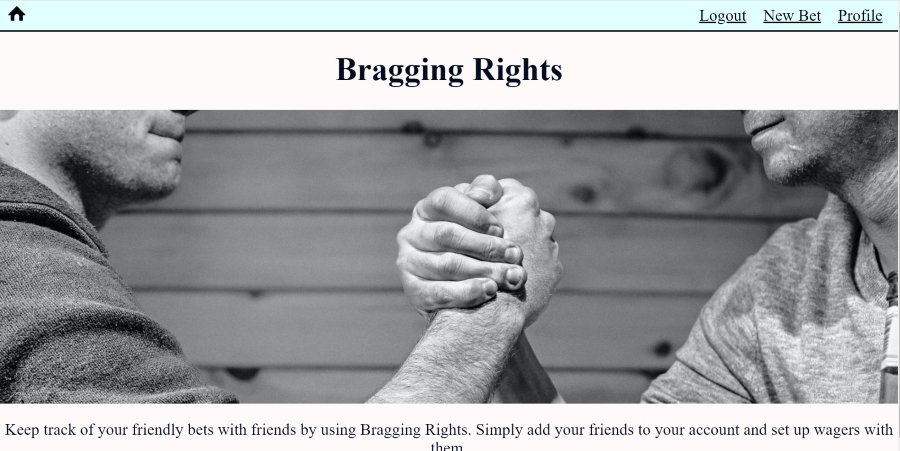 Logout New Bet Profile
Bragging Rights
Keep track of your friendly bets with friends by using Bragging Rights. Simply add your friends to your account and set up wagers with
them